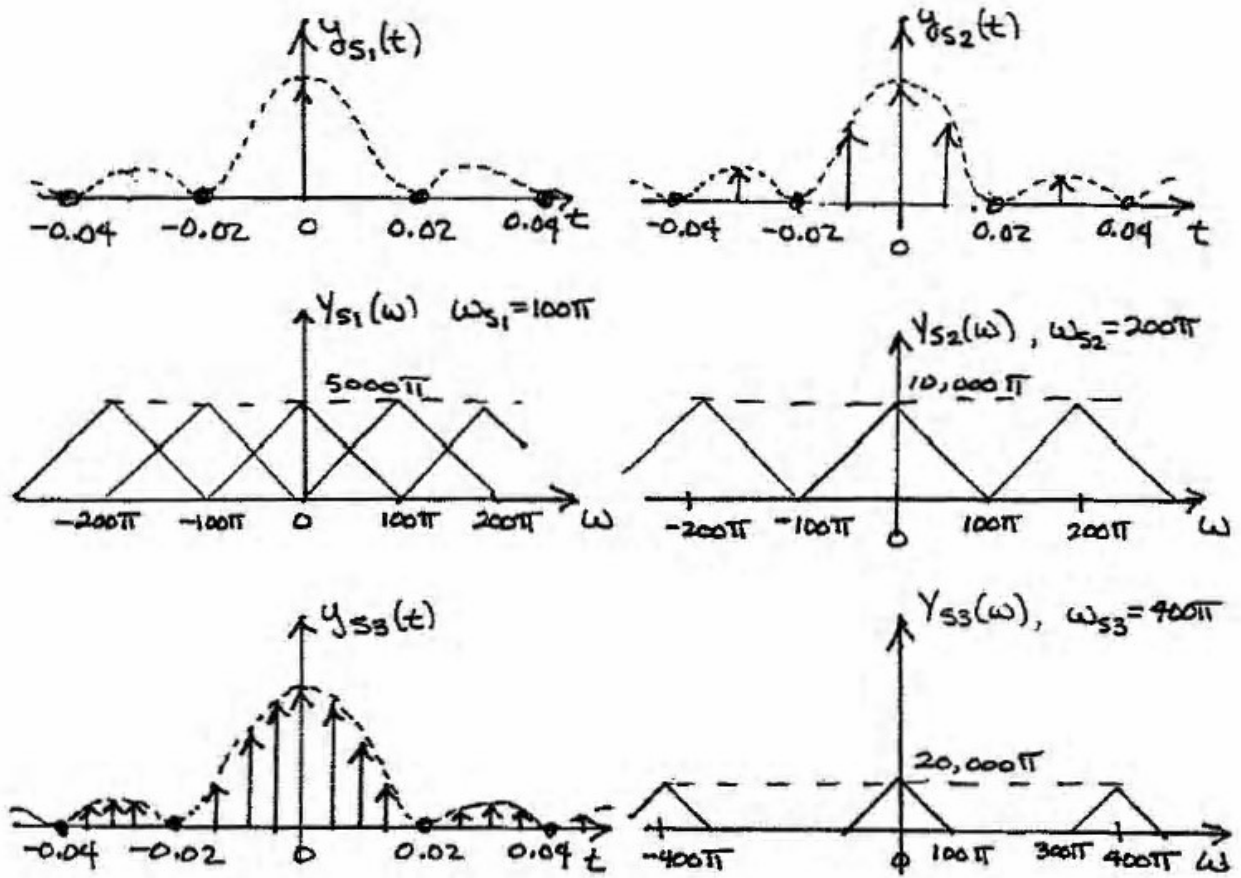 y_{S1}(t)
-0.04 -0.02 0 0.02 0.04 t
y_{S2}(t)
-0.04 -0.02 0 0.02 0.04 t
Y_{S1}(ω) ω_{S1}=100π
5000π
-200π -100π 0 100π 200π ω
Y_{S2}(ω), ω_{S2}=200π
10,000π
-200π -100π 0 100π 200π ω
y_{S3}(t)
-0.04 -0.02 0 0.02 0.04 t
Y_{S3}(ω), ω_{S3}=400π
20,000π
-400π 0 100π 300π 400π ω